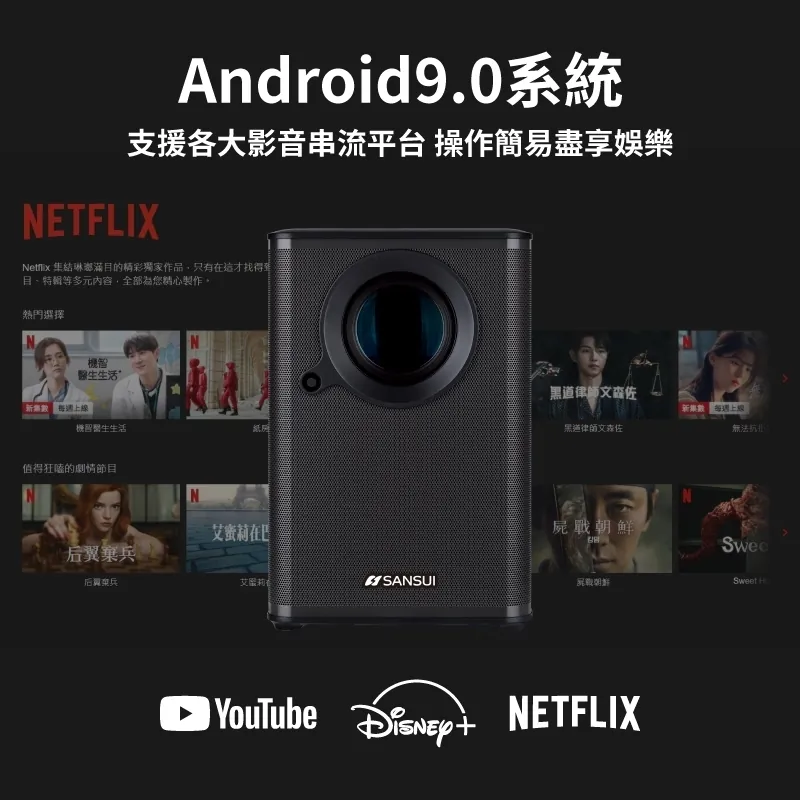 Android9.0系統
支援各大影音串流平台 操作簡易盡享娛樂
NETFLIX
Netflix 集結琳瑯滿目的精彩獨家作品，只有在這才找得到
目、特輯等多元內容，全部為您精心製作。
熱門選擇
N
機智
醫生生活
新集數 每週上線
N
黑道律師文森佐
N
新集數 每週上線
機智醫生生活
紙房
黑道律師文森佐
無法抗拒
值得狂嗑的劇情節目
N
后翼棄兵
N
艾蜜莉在巴
N
屍戰朝鮮
킹덤
N
Swee
后翼棄兵
艾蜜莉在
屍戰朝鮮
Sweet H
SANSUI
YouTube
Disney+
NETFLIX